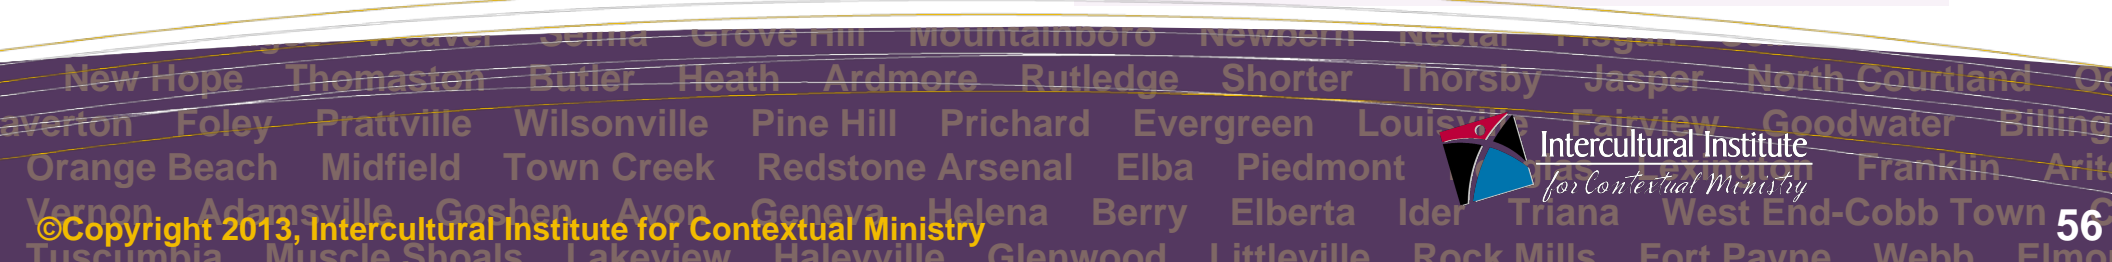 Weaver Selma Grove Hill Mountainboro Newbern Nectar Pisgah
New Hope Thomaston Butler Heath Ardmore Rutledge Shorter Thorsby Jasper North Courtland
averton Foley Prattville Wilsonville Pine Hill Prichard Evergreen Louisville Fairview Goodwater Billing
Intercultural Institute
Orange Beach Midfield Town Creek Redstone Arsenal Elba Piedmont Lexington Franklin Arit
for Contextual Ministry
Vernon Adamsville Goshen Avon Geneva Helena Berry Elberta Ider Triana West End-Cobb Town
©Copyright 2013, Intercultural Institute for Contextual Ministry
56
Tuscumbia Muscle Shoals Lakeview Haleyville Glenwood Littleville Rock Mills Fort Payne Webb Elmo